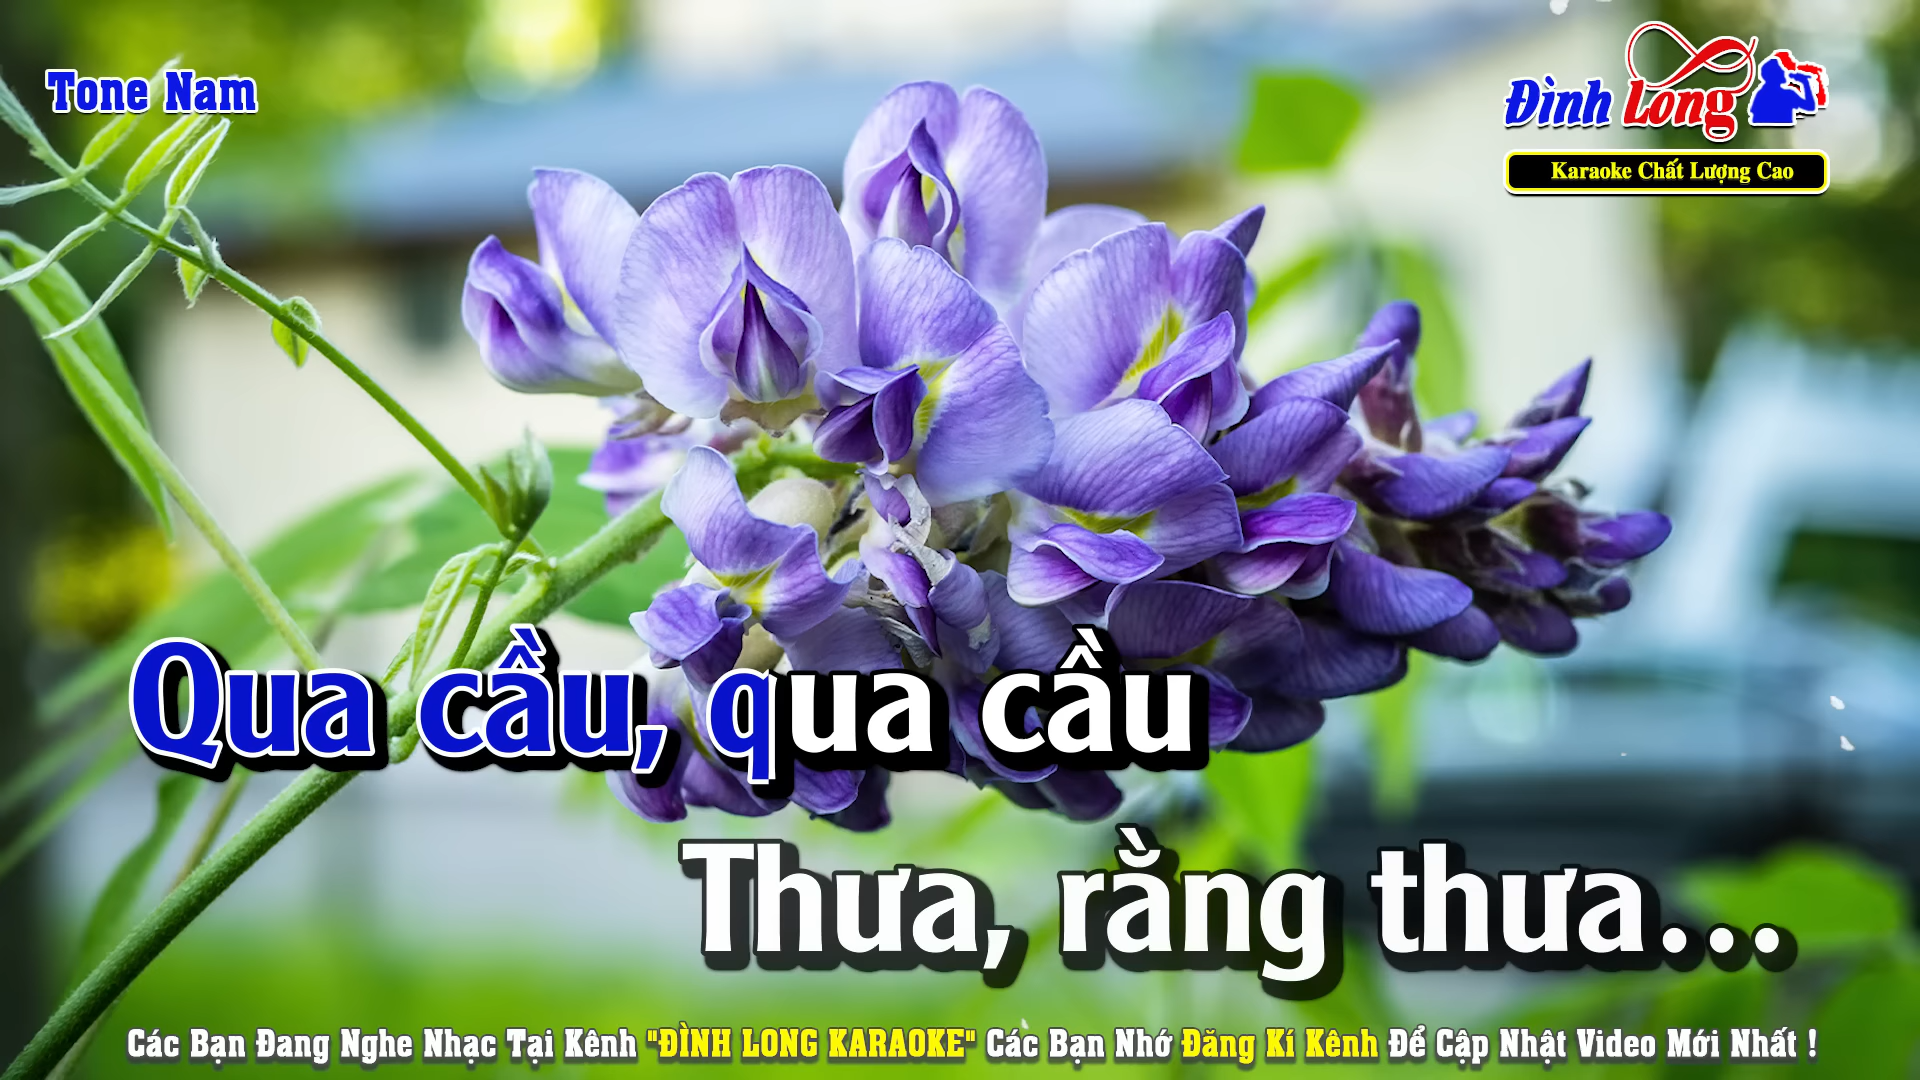 Tone Nam
Đình Long
Karaoke Chất Lượng Cao
Qua cầu, qua cầu
Thưa, rằng thưa...
Các Bạn Đang Nghe Nhạc Tại Kênh "ĐÌNH LONG KARAOKE" Các Bạn Nhớ Đăng Kí Kênh Để Cập Nhật Video Mới Nhất !